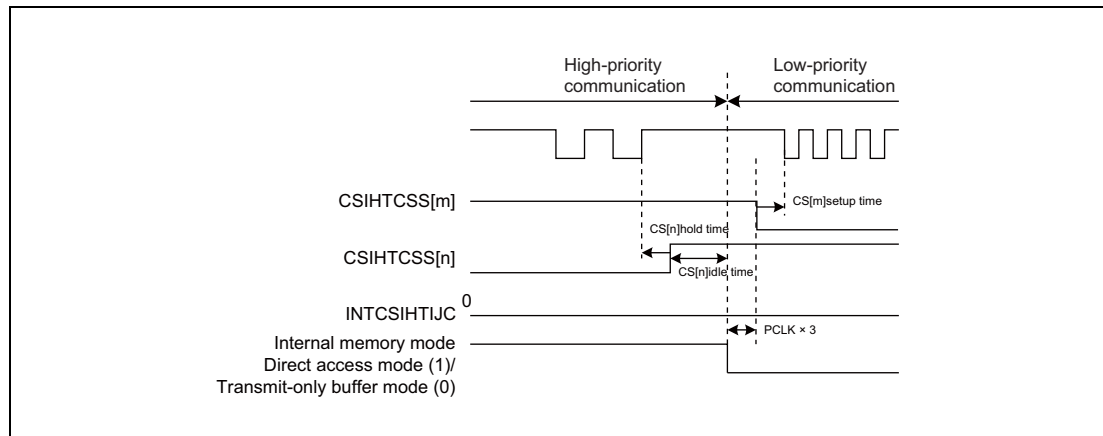 High-priority
communication
Low-priority
communication
CSIHTCSS[m]
CS[m]setup time
CS[n]hold time
CSIHTCSS[n]
CS[n]idle time
INTCSIHTIJC
0
PCLK × 3
Internal memory mode
Direct access mode (1)/
Transmit-only buffer mode (0)